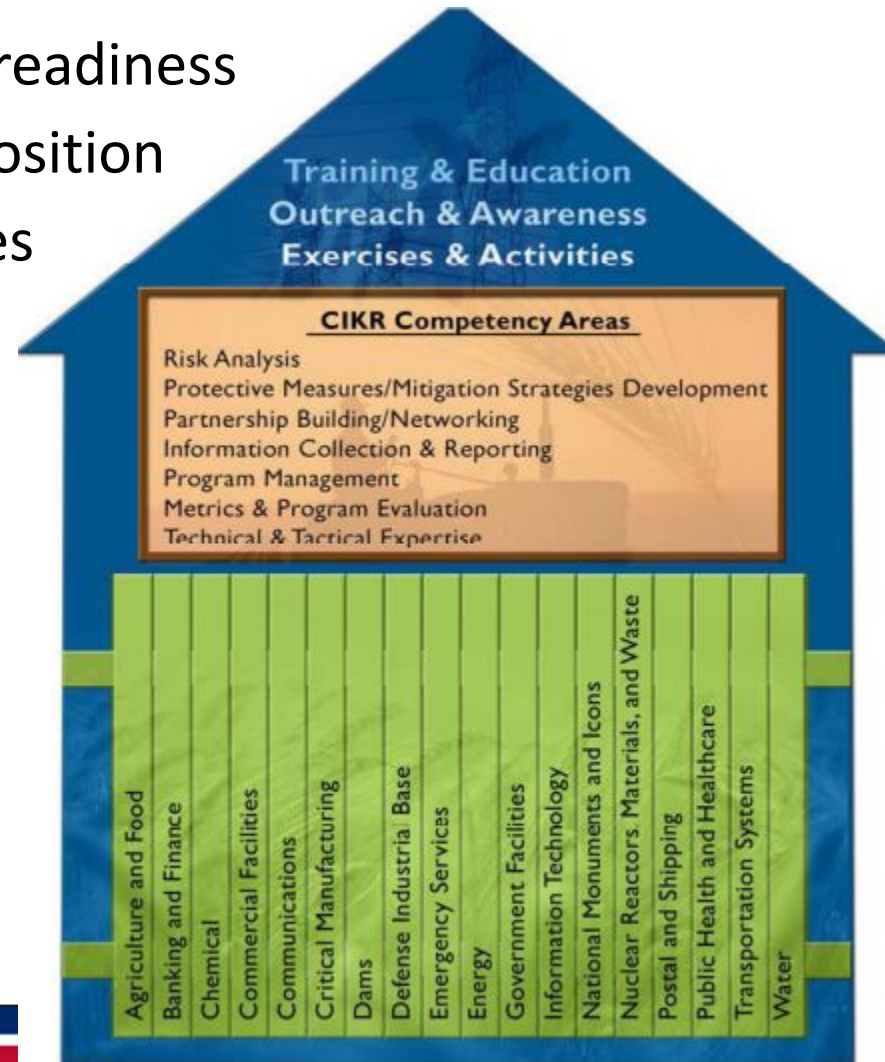 readiness
osition
es
Training & Education
Outreach & Awareness
Exercises & Activities
CIKR Competency Areas
Risk Analysis
Protective Measures/Mitigation Strategies Development
Partnership Building/Networking
Information Collection & Reporting
Program Management
Metrics & Program Evaluation
Technical & Tactical Expertise
Agriculture and Food
Banking and Finance
Chemical
Commercial Facilities
Communications
Critical Manufacturing
Dams
Defense Industrial Base
Emergency Services
Energy
Government Facilities
Information Technology
National Monuments and Icons
Nuclear Reactors, Materials, and Waste
Postal and Shipping
Public Health and Healthcare
Transportation Systems
Water